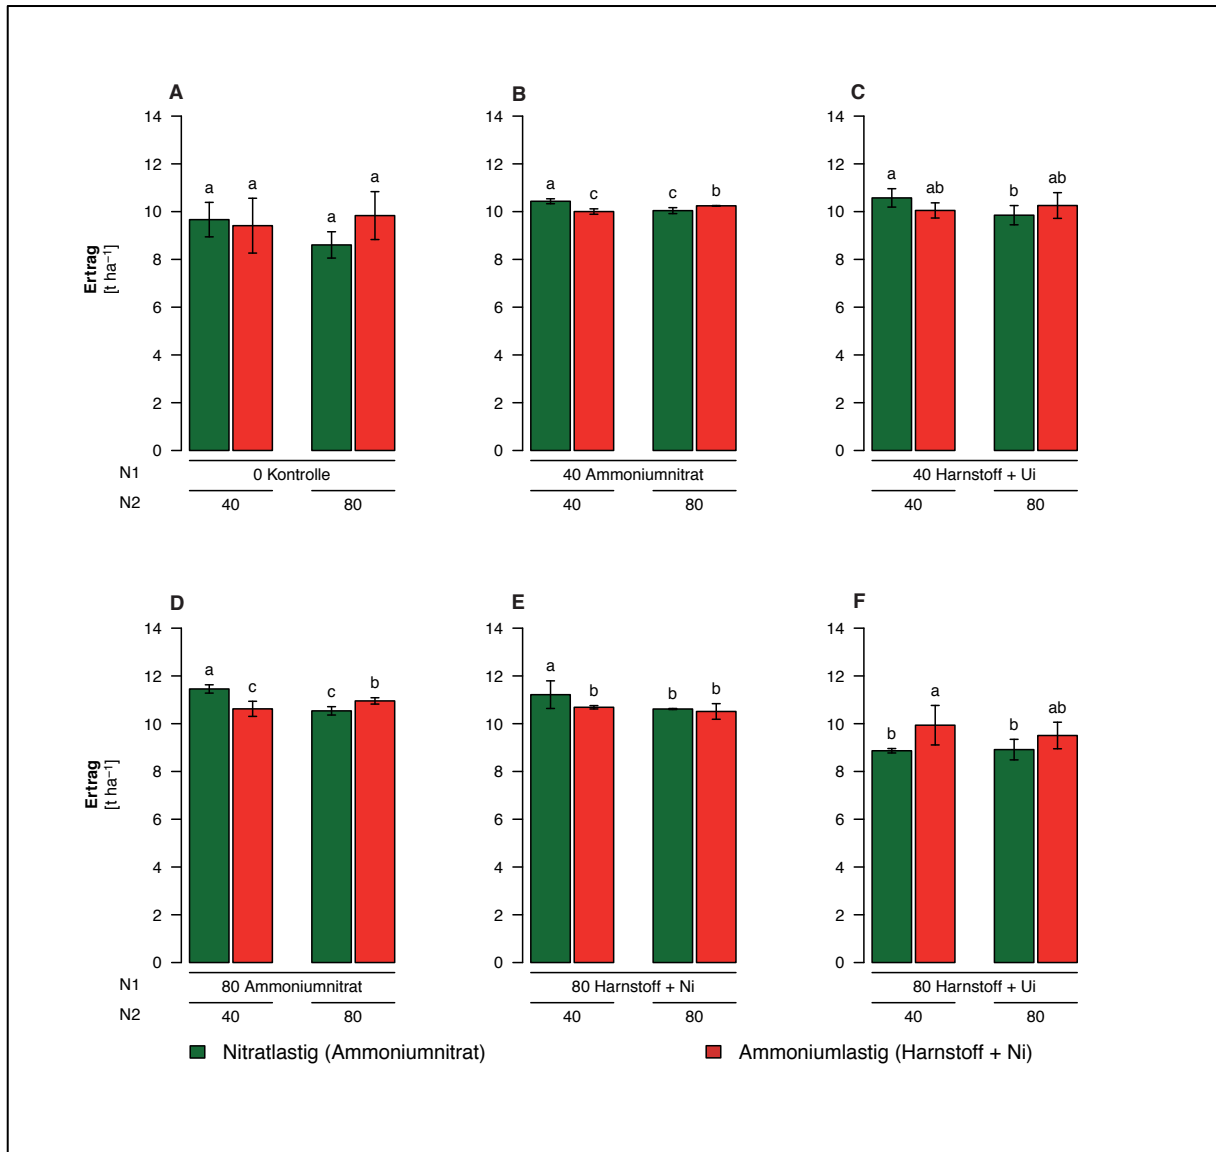 A
B
C
14
12
10
8
6
4
2
0
Ertrag
[t ha⁻¹]
a
a
a
a
14
12
10
8
6
4
2
0
a
c
c
b
14
12
10
8
6
4
2
0
a
ab
b
ab
N1
0 Kontrolle
40 Ammoniumnitrat
40 Harnstoff + Ui
N2
40
80
40
80
40
80
D
E
F
14
12
10
8
6
4
2
0
Ertrag
[t ha⁻¹]
a
c
c
b
14
12
10
8
6
4
2
0
a
b
b
b
14
12
10
8
6
4
2
0
b
a
b
ab
N1
80 Ammoniumnitrat
80 Harnstoff + Ni
80 Harnstoff + Ui
N2
40
80
40
80
40
80
Nitratlastig (Ammoniumnitrat)
Ammoniumlastig (Harnstoff + Ni)